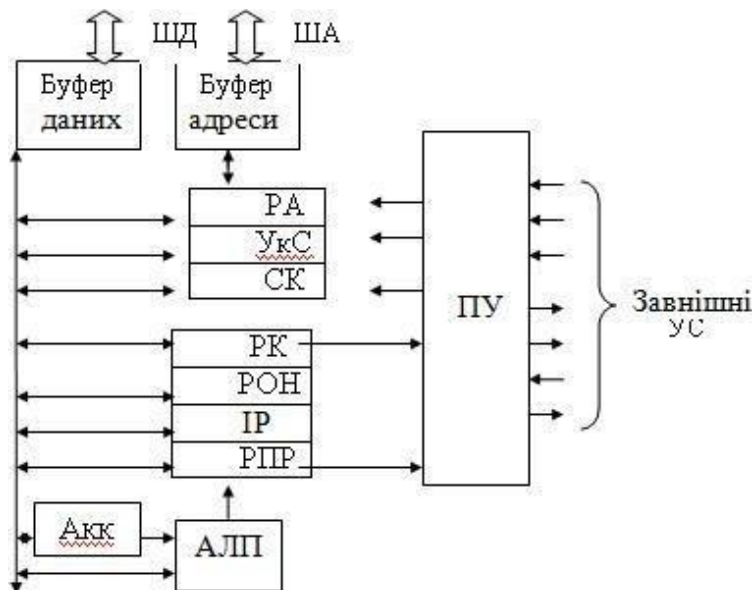 ШД
ША
Буфер
даних
Буфер
адреси
РА
УкС
СК
ПУ
Завнішні
УС
РК
РОН
ІР
РПР
Акк
АЛП